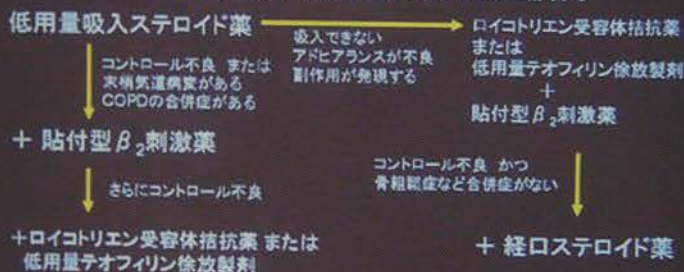 低用量吸入ステロイド薬
コントロール不良 または
末梢気道病変がある
COPDの合併症がある
吸入できない
アドヒアランスが不良
副作用が発現する
ロイコトリエン受容体拮抗薬
または
低用量テオフィリン徐放製剤
+
貼付型β₂刺激薬
+ 貼付型β₂刺激薬
さらにコントロール不良
コントロール不良 かつ
骨粗鬆症など合併症がない
+ロイコトリエン受容体拮抗薬 または
低用量テオフィリン徐放製剤
+ 経口ステロイド薬